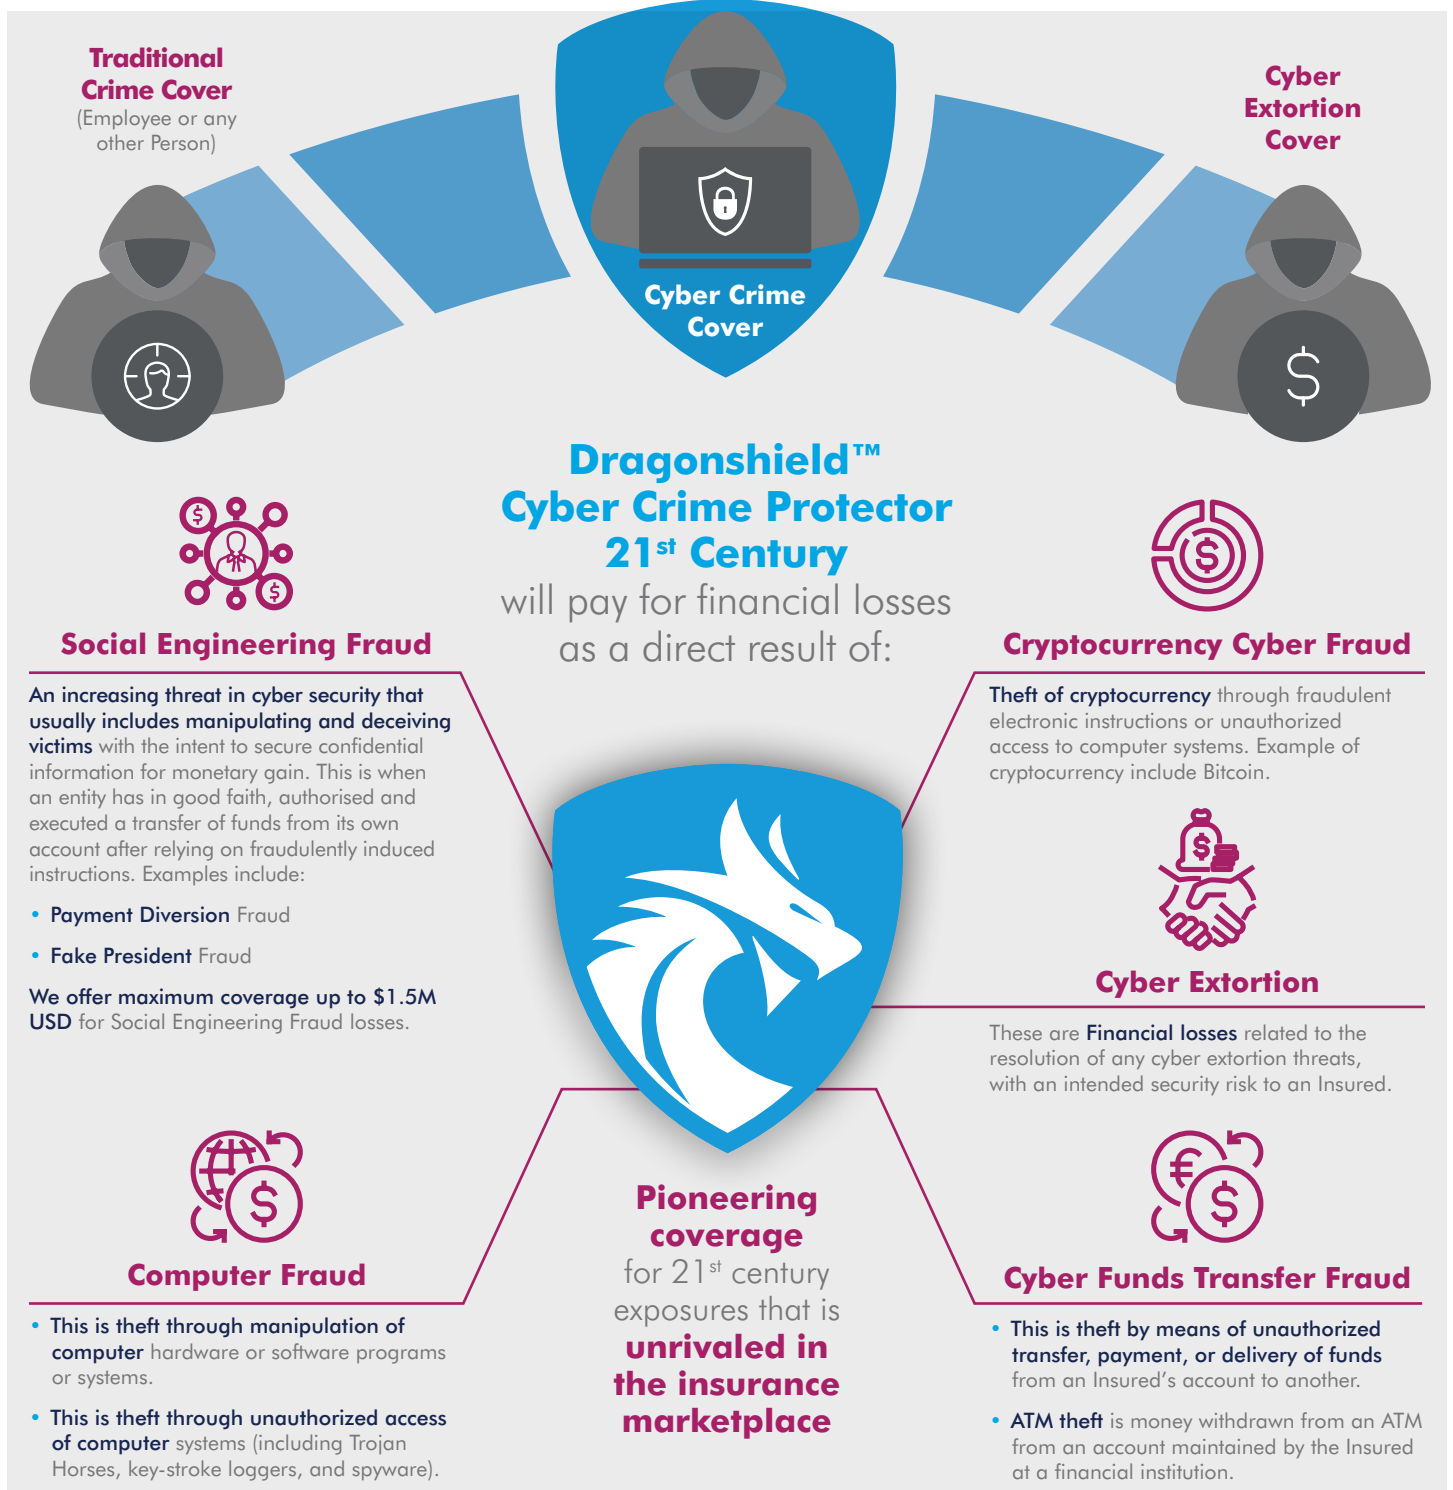 Traditional
Crime Cover
(Employee or any
other Person)
Cyber Crime
Cover
Cyber
Extortion
Cover
Dragonshield™
Cyber Crime Protector
21st Century
will pay for financial losses
as a direct result of:
Social Engineering Fraud
An increasing threat in cyber security that
usually includes manipulating and deceiving
victims with the intent to secure confidential
information for monetary gain. This is when
an entity has in good faith, authorised and
executed a transfer of funds from its own
account after relying on fraudulently induced
instructions. Examples include:
• Payment Diversion Fraud
• Fake President Fraud
We offer maximum coverage up to $1.5M
USD for Social Engineering Fraud losses.
Cryptocurrency Cyber Fraud
Theft of cryptocurrency through fraudulent
electronic instructions or unauthorized
access to computer systems. Example of
cryptocurrency include Bitcoin.
Cyber Extortion
These are Financial losses related to the
resolution of any cyber extortion threats,
with an intended security risk to an Insured.
Computer Fraud
• This is theft through manipulation of
computer hardware or software programs
or systems.
• This is theft through unauthorized access
of computer systems (including Trojan
Horses, key-stroke loggers, and spyware).
Pioneering
coverage
for 21st century
exposures that is
unrivaled in
the insurance
marketplace
Cyber Funds Transfer Fraud
• This is theft by means of unauthorized
transfer, payment, or delivery of funds
from an Insured's account to another.
• ATM theft is money withdrawn from an ATM
from an account maintained by the Insured
at a financial institution.